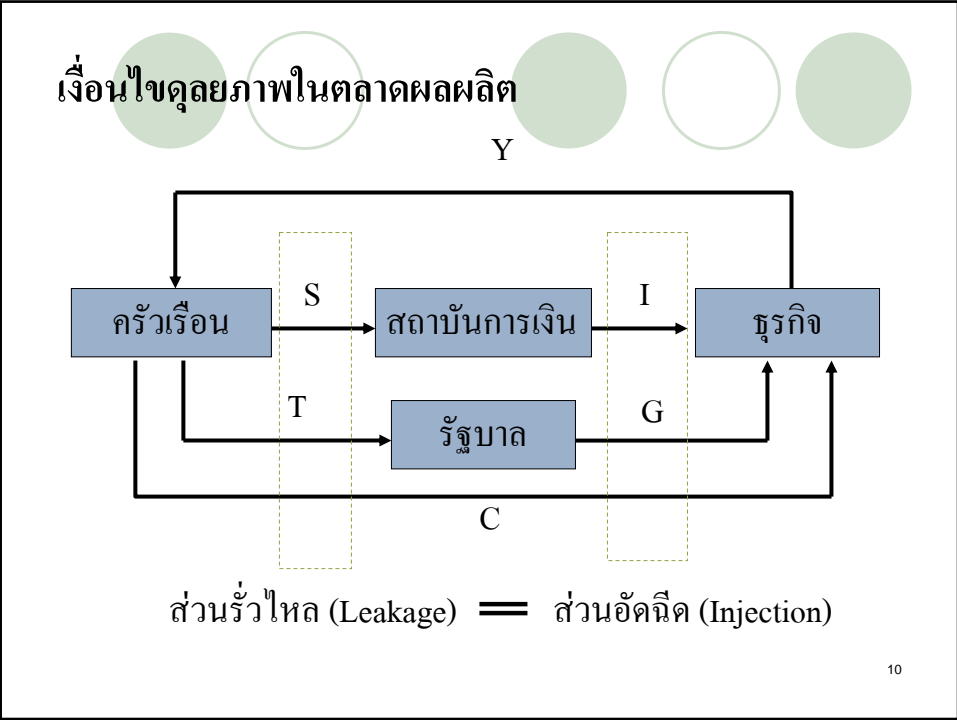 เงื่อนไขดุลยภาพในตลาดผลผลิต
Y
S
I
ครัวเรือน
สถาบันการเงิน
ธุรกิจ
T
G
รัฐบาล
C
ส่วนรั่วไหล (Leakage) = ส่วนอัดฉีด (Injection)
10